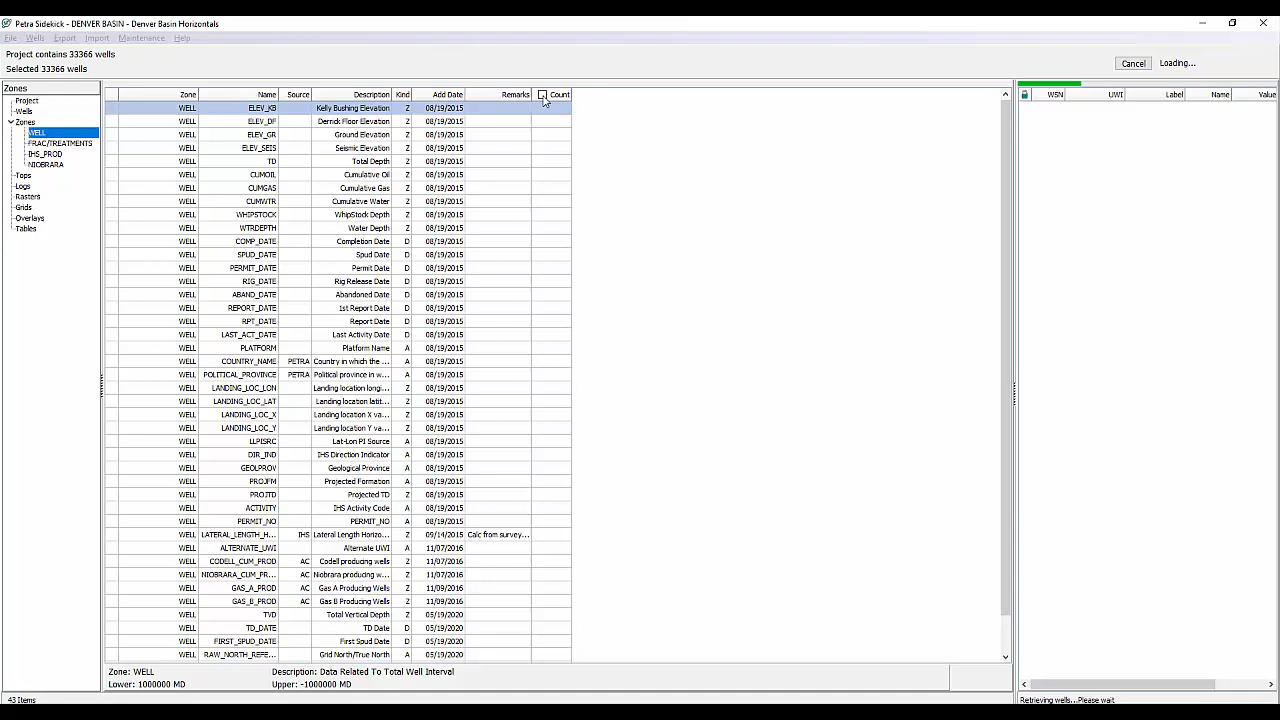 Petra Sidekick - DENVER BASIN - Denver Basin Horizontals
File Wells Export Import Maintenance Help
Project contains 33366 wells
Selected 33366 wells
Cancel Loading...
Zones
Project
Wells
Zones
WELL
FRAC/TREATMENTS
IHS_PROD
NIOBRARA
Tops
Logs
Rasters
Grids
Overlays
Tables
Zone Name Source Description Kind Add Date Remarks Count
WELL ELEV_KB Kelly Bushing Elevation Z 08/19/2015
WELL ELEV_DF Derrick Floor Elevation Z 08/19/2015
WELL ELEV_GR Ground Elevation Z 08/19/2015
WELL ELEV_SEIS Seismic Elevation Z 08/19/2015
WELL TD Total Depth Z 08/19/2015
WELL CUMOIL Cumulative Oil Z 08/19/2015
WELL CUMGAS Cumulative Gas Z 08/19/2015
WELL CUMWTR Cumulative Water Z 08/19/2015
WELL WHIPSTOCK WhipStock Depth Z 08/19/2015
WELL WTRDEPTH Water Depth Z 08/19/2015
WELL COMP_DATE Completion Date D 08/19/2015
WELL SPUD_DATE Spud Date D 08/19/2015
WELL PERMIT_DATE Permit Date D 08/19/2015
WELL RIG_DATE Rig Release Date D 08/19/2015
WELL ABAND_DATE Abandoned Date D 08/19/2015
WELL REPORT_DATE 1st Report Date D 08/19/2015
WELL RPT_DATE Report Date D 08/19/2015
WELL LAST_ACT_DATE Last Activity Date D 08/19/2015
WELL PLATFORM Platform Name A 08/19/2015
WELL COUNTRY_NAME PETRA Country in which the ... A 08/19/2015
WELL POLITICAL_PROVINCE PETRA Political province in w... A 08/19/2015
WELL LANDING_LOC_LON Landing location longi... Z 08/19/2015
WELL LANDING_LOC_LAT Landing location latit... Z 08/19/2015
WELL LANDING_LOC_X Landing location X va... Z 08/19/2015
WELL LANDING_LOC_Y Landing location Y va... Z 08/19/2015
WELL LLPISRC Lat-Lon PI Source A 08/19/2015
WELL DIR_IND IHS Direction Indicator A 08/19/2015
WELL GEOLPROV Geological Province A 08/19/2015
WELL PROJFM Projected Formation A 08/19/2015
WELL PROJTD Projected TD Z 08/19/2015
WELL ACTIVITY IHS Activity Code A 08/19/2015
WELL PERMIT_NO PERMIT_NO A 08/19/2015
WELL LATERAL_LENGTH_H... IHS Lateral Length Horizo... Z 09/14/2015 Calc from survey...
WELL ALTERNATE_UWI Alternate UWI A 11/07/2016
WELL CODELL_CUM_PROD AC Codell producing wells Z 11/07/2016
WELL NIOBRARA_CUM_PR... AC Niobrara producing w... Z 11/07/2016
WELL GAS_A_PROD AC Gas A Producing Wells Z 11/09/2016
WELL GAS_B_PROD AC Gas B Producing Wells Z 11/09/2016
WELL TVD Total Vertical Depth Z 05/19/2020
WELL TD_DATE TD Date D 05/19/2020
WELL FIRST_SPUD_DATE First Spud Date D 05/19/2020
WELL RAW_NORTH_REFE... Grid North/True North A 05/19/2020
Zone: WELL Description: Data Related To Total Well Interval
Lower: 1000000 MD Upper: -1000000 MD
WSN UWI Label Name Na
43 Items
Retrieving wells...Please wait